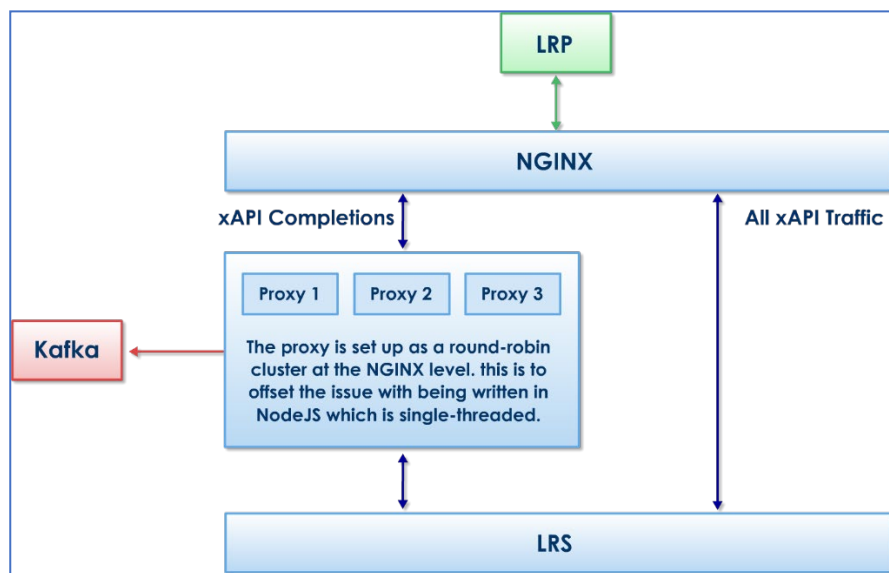 LRP
NGINX
xAPI Completions
All xAPI Traffic
Proxy 1
Proxy 2
Proxy 3
Kafka
The proxy is set up as a round-robin
cluster at the NGINX level. this is to
offset the issue with being written in
NodeJS which is single-threaded.
LRS